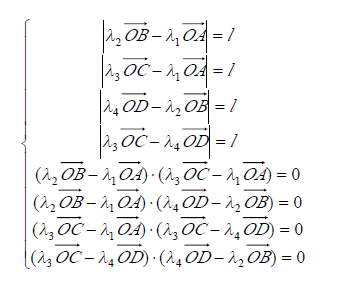 |λ₂OB⃗ − λ₁OA⃗| = l
|λ₃OC⃗ − λ₁OA⃗| = l
|λ₄OD⃗ − λ₂OB⃗| = l
|λ₃OC⃗ − λ₄OD⃗| = l
(λ₂OB⃗ − λ₁OA⃗)·(λ₃OC⃗ − λ₁OA⃗) = 0
(λ₂OB⃗ − λ₁OA⃗)·(λ₄OD⃗ − λ₂OB⃗) = 0
(λ₃OC⃗ − λ₁OA⃗)·(λ₃OC⃗ − λ₄OD⃗) = 0
(λ₃OC⃗ − λ₄OD⃗)·(λ₄OD⃗ − λ₂OB⃗) = 0